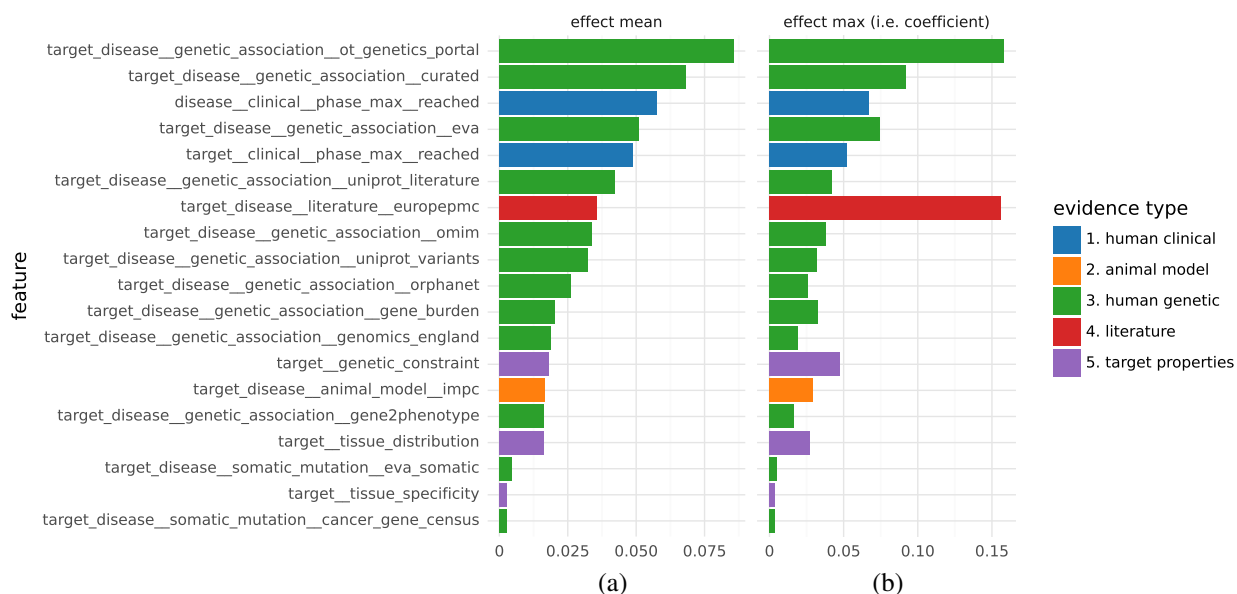 effect mean
effect max (i.e. coefficient)
target_disease__genetic_association__ot_genetics_portal
target_disease__genetic_association__curated
disease__clinical__phase_max__reached
target_disease__genetic_association__eva
target__clinical__phase_max__reached
target_disease__genetic_association__uniprot_literature
target_disease__literature__europepmc
target_disease__genetic_association__omim
target_disease__genetic_association__uniprot_variants
target_disease__genetic_association__orphanet
target_disease__genetic_association__gene_burden
target_disease__genetic_association__genomics_england
target__genetic_constraint
target_disease__animal_model__impc
target_disease__genetic_association__gene2phenotype
target__tissue_distribution
target_disease__somatic_mutation__eva_somatic
target__tissue_specificity
target_disease__somatic_mutation__cancer_gene_census
feature
0 0.025 0.050 0.075
0 0.05 0.10 0.15
(a)
(b)
evidence type
1. human clinical
2. animal model
3. human genetic
4. literature
5. target properties